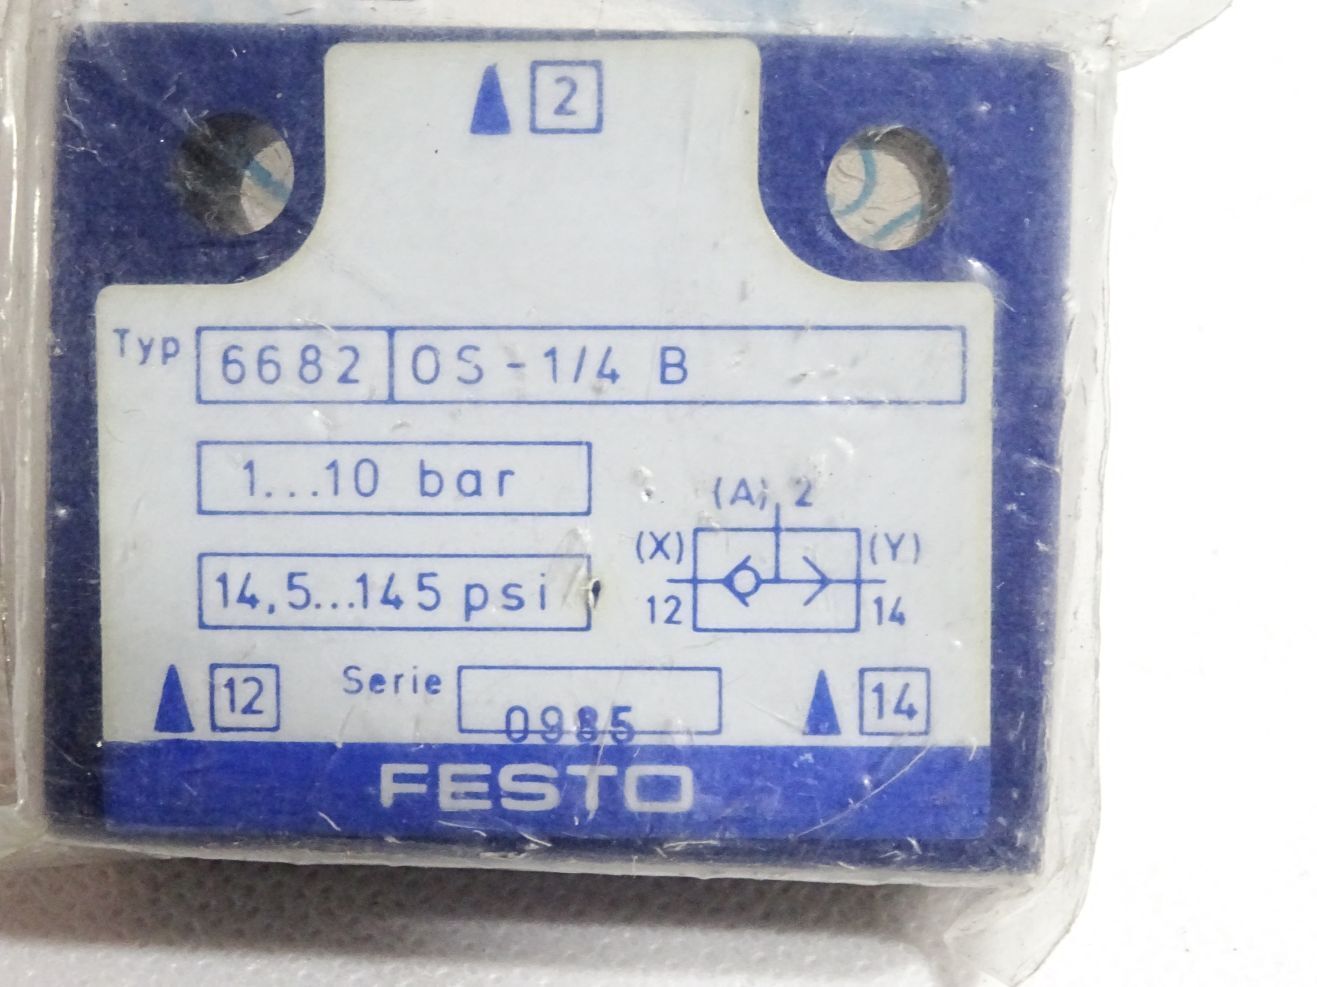 2
Typ 6682 OS-1/4 B
1...10 bar
14,5...145 psi
(A) 2
(X) (Y)
12 14
12 Serie 0985 14
FESTO